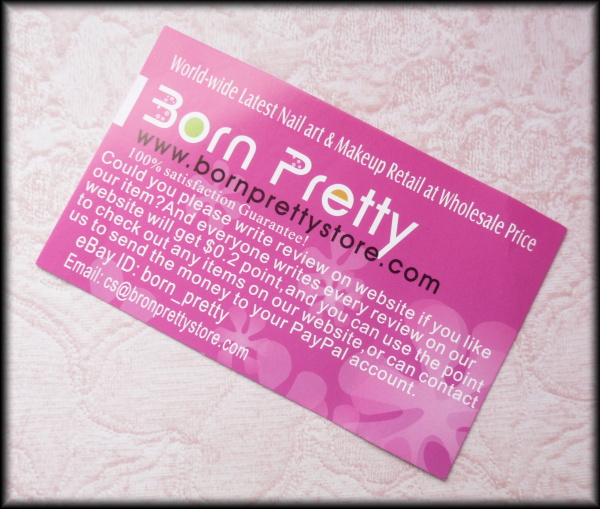 World-wide Latest Nail art & Makeup Retail at Wholesale Price
Born Pretty
www.bornprettystore.com
100% satisfaction Guarantee!
Could you please write review on website if you like
our item?And everyone writes every review on our
website will get $0.2 point,and you can use the point
to check out any items on our website,or can contact
us to send the money to your PayPal account.
eBay ID: born_pretty
Email: cs@bronprettystore.com